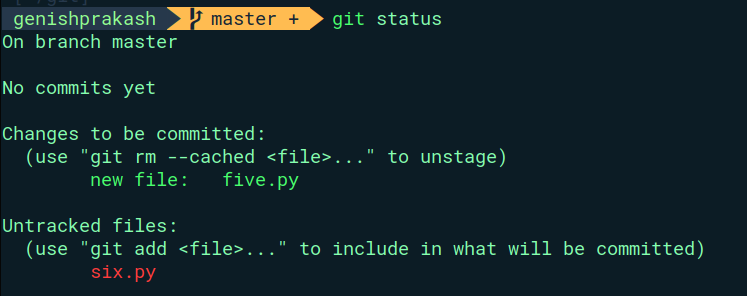 genishprakash master + git status
On branch master
No commits yet
Changes to be committed:
(use "git rm --cached <file>..." to unstage)
new file: five.py
Untracked files:
(use "git add <file>..." to include in what will be committed)
six.py